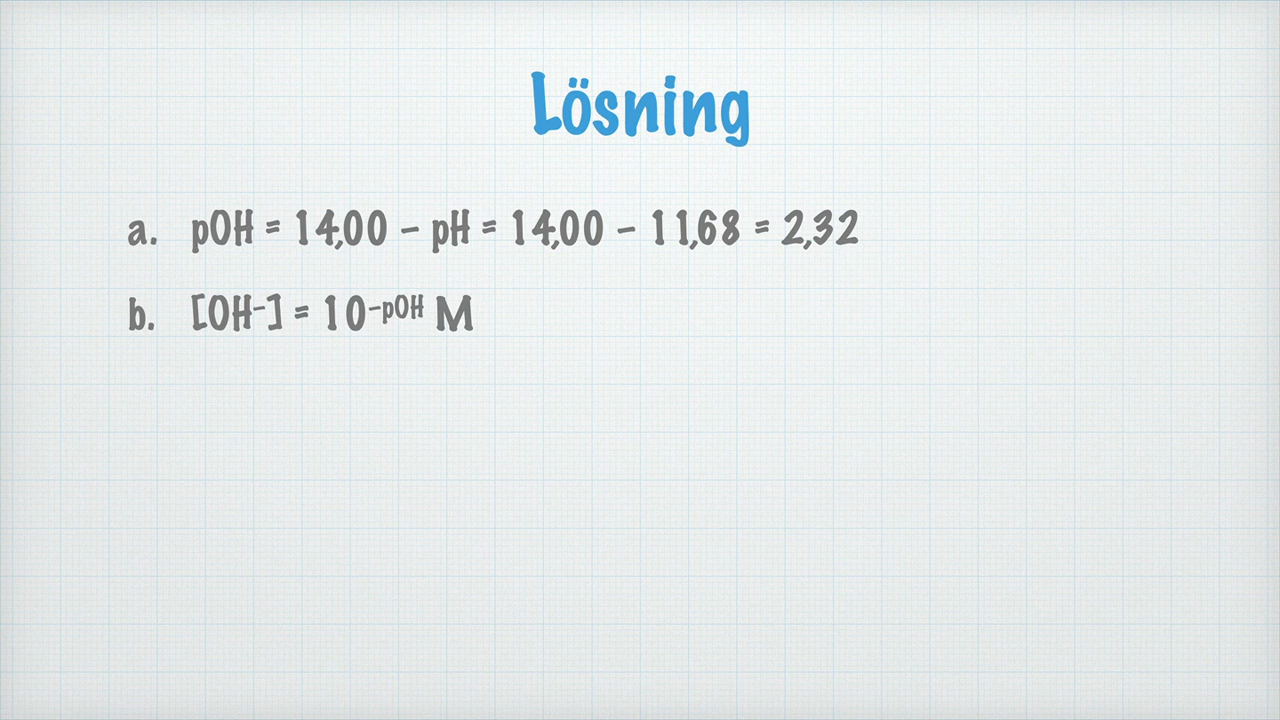 Lösning
a. pOH = 14,00 – pH = 14,00 – 11,68 = 2,32
b. [OH⁻] = 10⁻ᵖᴼᴴ M